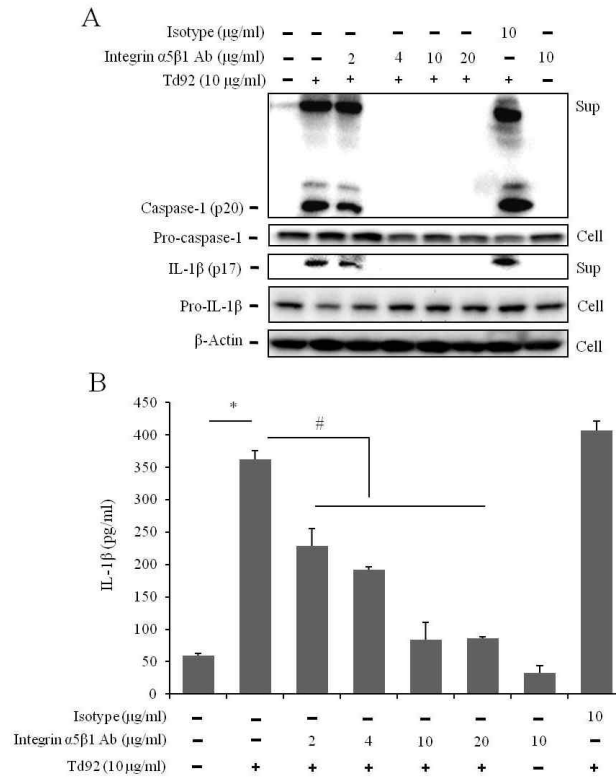 A
Isotype (µg/ml) – – – – – – 10 –
Integrin α5β1 Ab (µg/ml) – – 2 4 10 20 – 10
Td92 (10 µg/ml) – + + + + + + –
Sup
Caspase-1 (p20) –
Pro-caspase-1 – Cell
IL-1β (p17) – Sup
Pro-IL-1β – Cell
β-Actin – Cell
B
450
400
350
300
250
200
150
100
50
0
IL-1β (pg/ml)
* #
Isotype (µg/ml) – – – – – – – 10
Integrin α5β1 Ab (µg/ml) – – 2 4 10 20 10 –
Td92 (10 µg/ml) – + + + + + – +